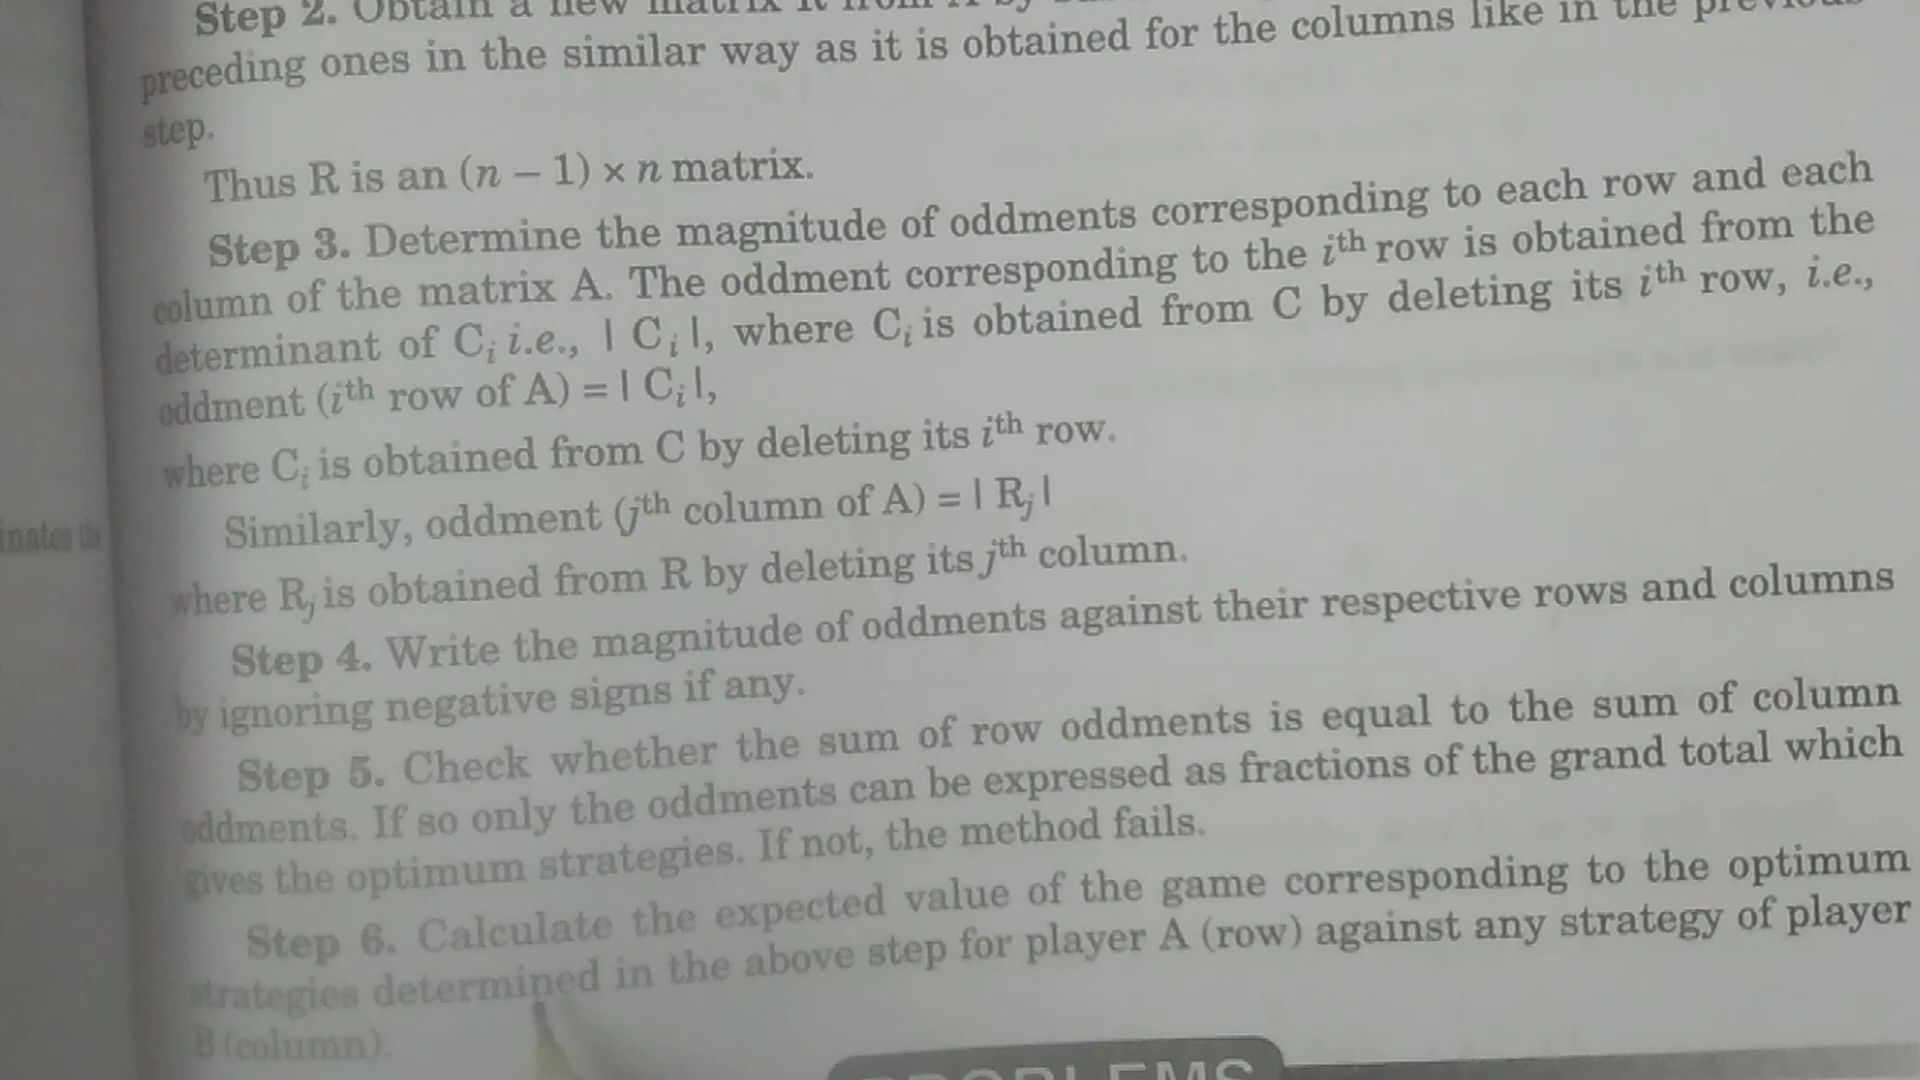 Step 2. Obtain a new matrix
preceding ones in the similar way as it is obtained for the columns like in the previous
step.
Thus R is an (n – 1) × n matrix.
Step 3. Determine the magnitude of oddments corresponding to each row and each
column of the matrix A. The oddment corresponding to the iᵗʰ row is obtained from the
determinant of Cᵢ i.e., | Cᵢ |, where Cᵢ is obtained from C by deleting its iᵗʰ row, i.e.,
oddment (iᵗʰ row of A) = | Cᵢ |,
where Cᵢ is obtained from C by deleting its iᵗʰ row.
Similarly, oddment (jᵗʰ column of A) = | Rⱼ |
where Rⱼ is obtained from R by deleting its jᵗʰ column.
Step 4. Write the magnitude of oddments against their respective rows and columns
by ignoring negative signs if any.
Step 5. Check whether the sum of row oddments is equal to the sum of column
oddments. If so only the oddments can be expressed as fractions of the grand total which
gives the optimum strategies. If not, the method fails.
Step 6. Calculate the expected value of the game corresponding to the optimum
strategies determined in the above step for player A (row) against any strategy of player
B (column).
PROBLEMS